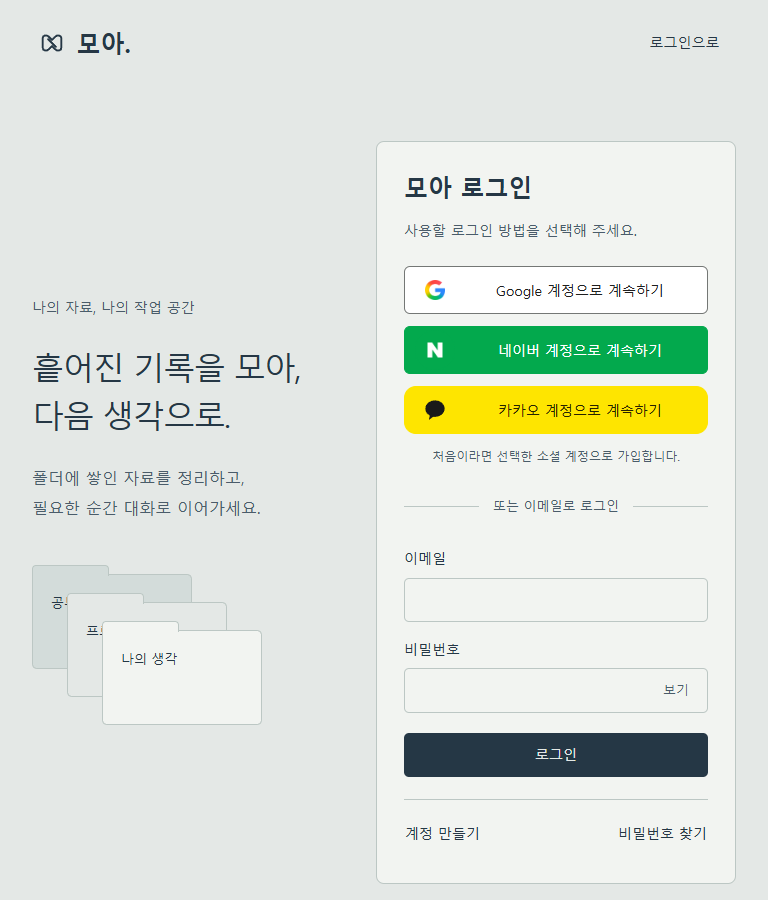 모아.
로그인으로
나의 자료, 나의 작업 공간
흩어진 기록을 모아,
다음 생각으로.
폴더에 쌓인 자료를 정리하고,
필요한 순간 대화로 이어가세요.
나의 생각
모아 로그인
사용할 로그인 방법을 선택해 주세요.
Google 계정으로 계속하기
네이버 계정으로 계속하기
카카오 계정으로 계속하기
처음이라면 선택한 소셜 계정으로 가입합니다.
또는 이메일로 로그인
이메일
비밀번호
보기
로그인
계정 만들기
비밀번호 찾기